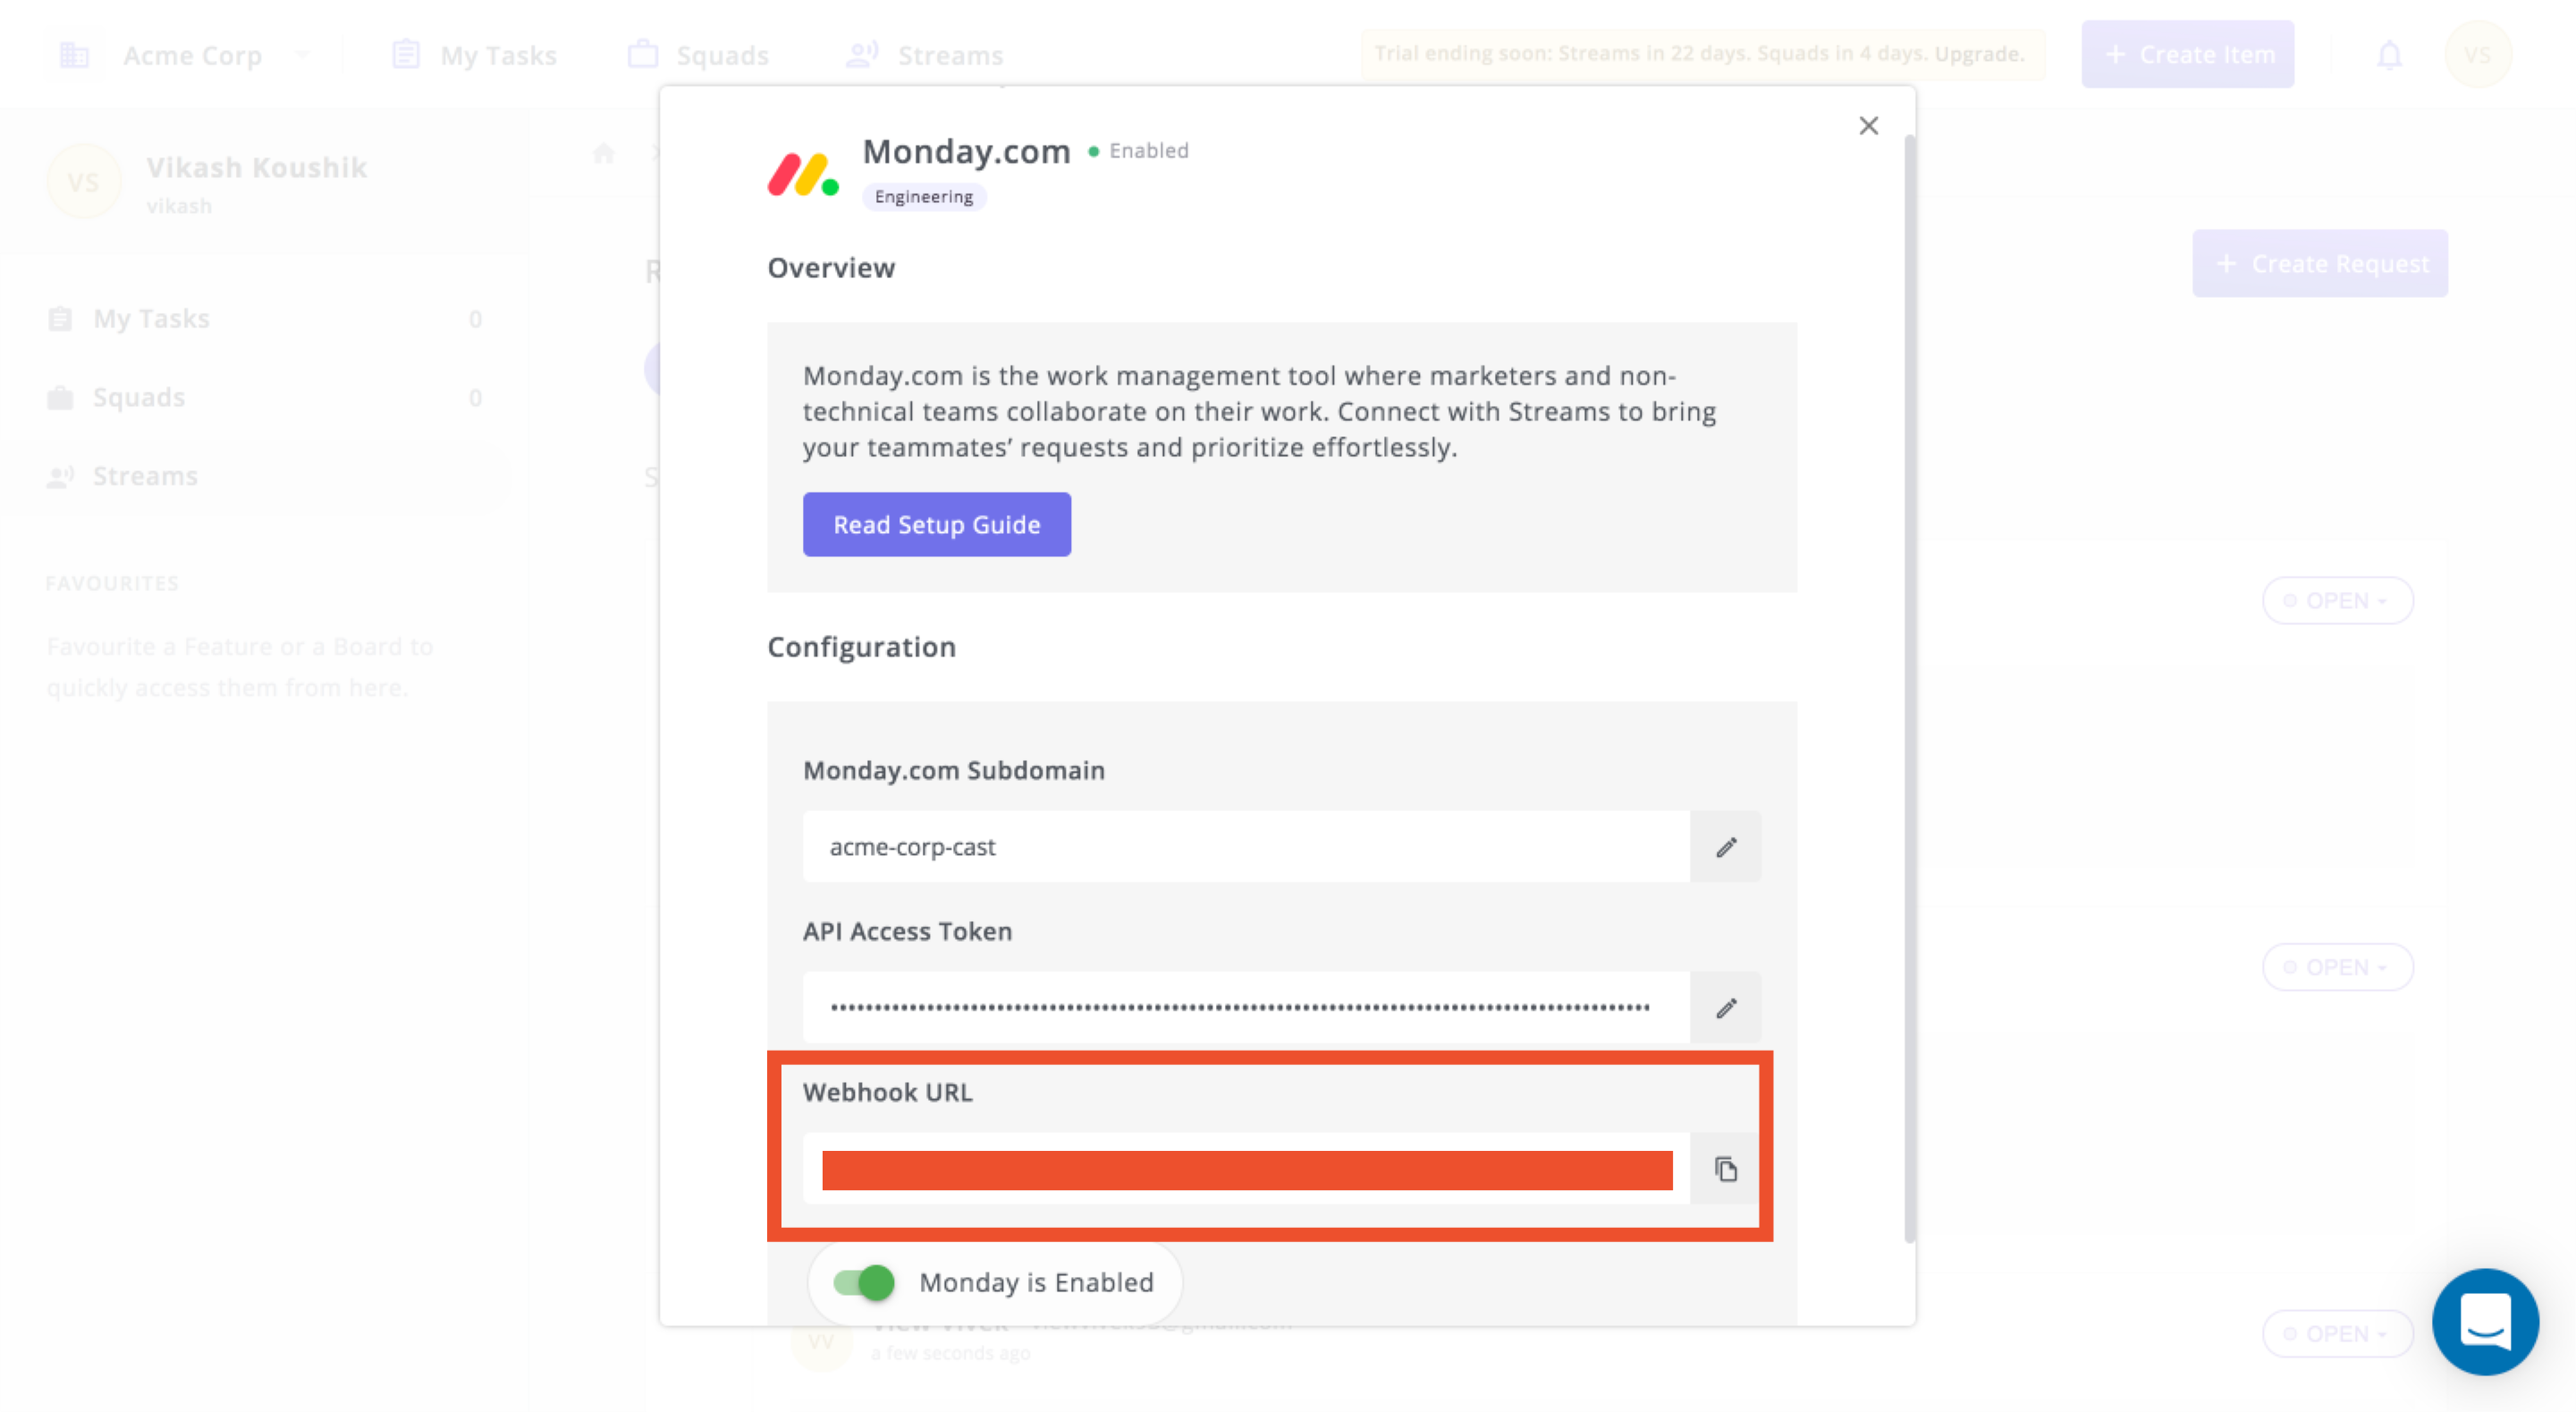 Acme Corp
My Tasks
Squads
Streams
Trial ending soon: Streams in 22 days. Squads in 4 days. Upgrade.
+ Create Item
VS
VS
Vikash Koushik
vikash
My Tasks 0
Squads 0
Streams
FAVOURITES
Favourite a Feature or a Board to
quickly access them from here.
R
S
+ Create Request
OPEN
OPEN
OPEN
Monday.com
Enabled
Engineering
Overview
Monday.com is the work management tool where marketers and non-
technical teams collaborate on their work. Connect with Streams to bring
your teammates’ requests and prioritize effortlessly.
Read Setup Guide
Configuration
Monday.com Subdomain
acme-corp-cast
API Access Token
Webhook URL
Monday is Enabled
VV
a few seconds ago